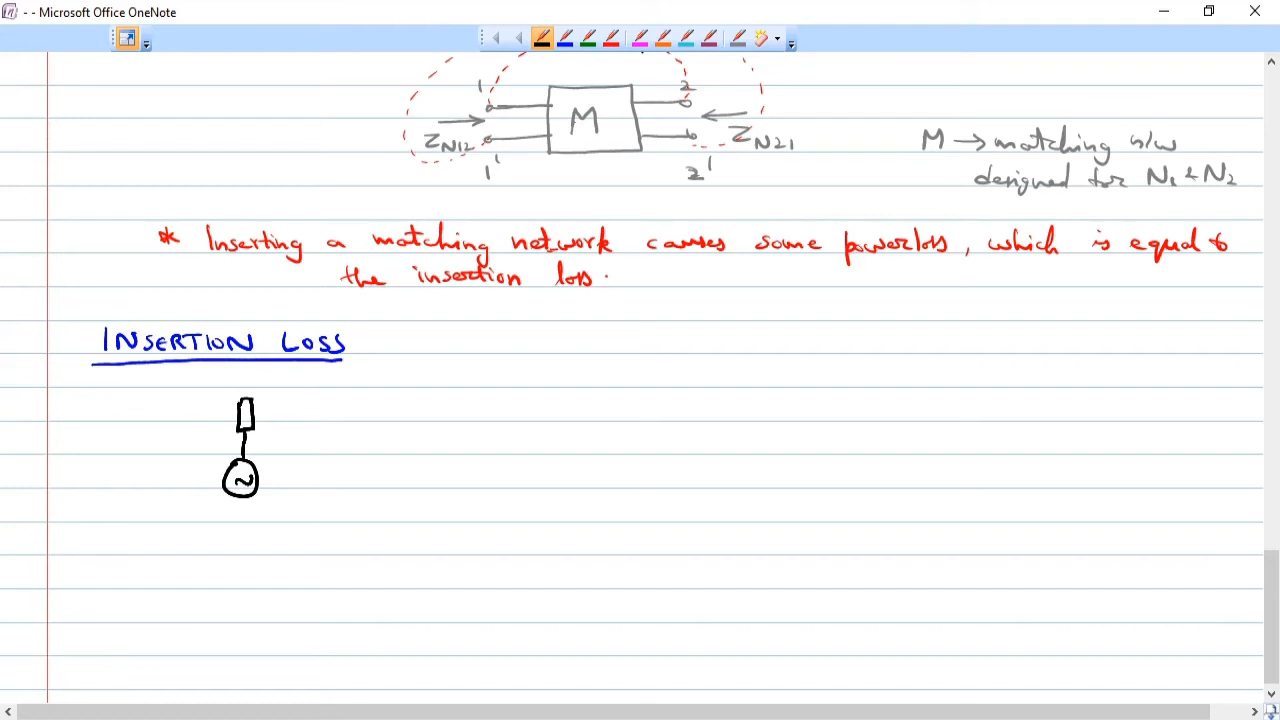 - - Microsoft Office OneNote
1 2
M
Z_N12 Z_N21
1' 2'
M → matching n/w
designed for N1 & N2
* Inserting a matching network causes some powerloss, which is equal to
the insertion loss.
INSERTION LOSS
~